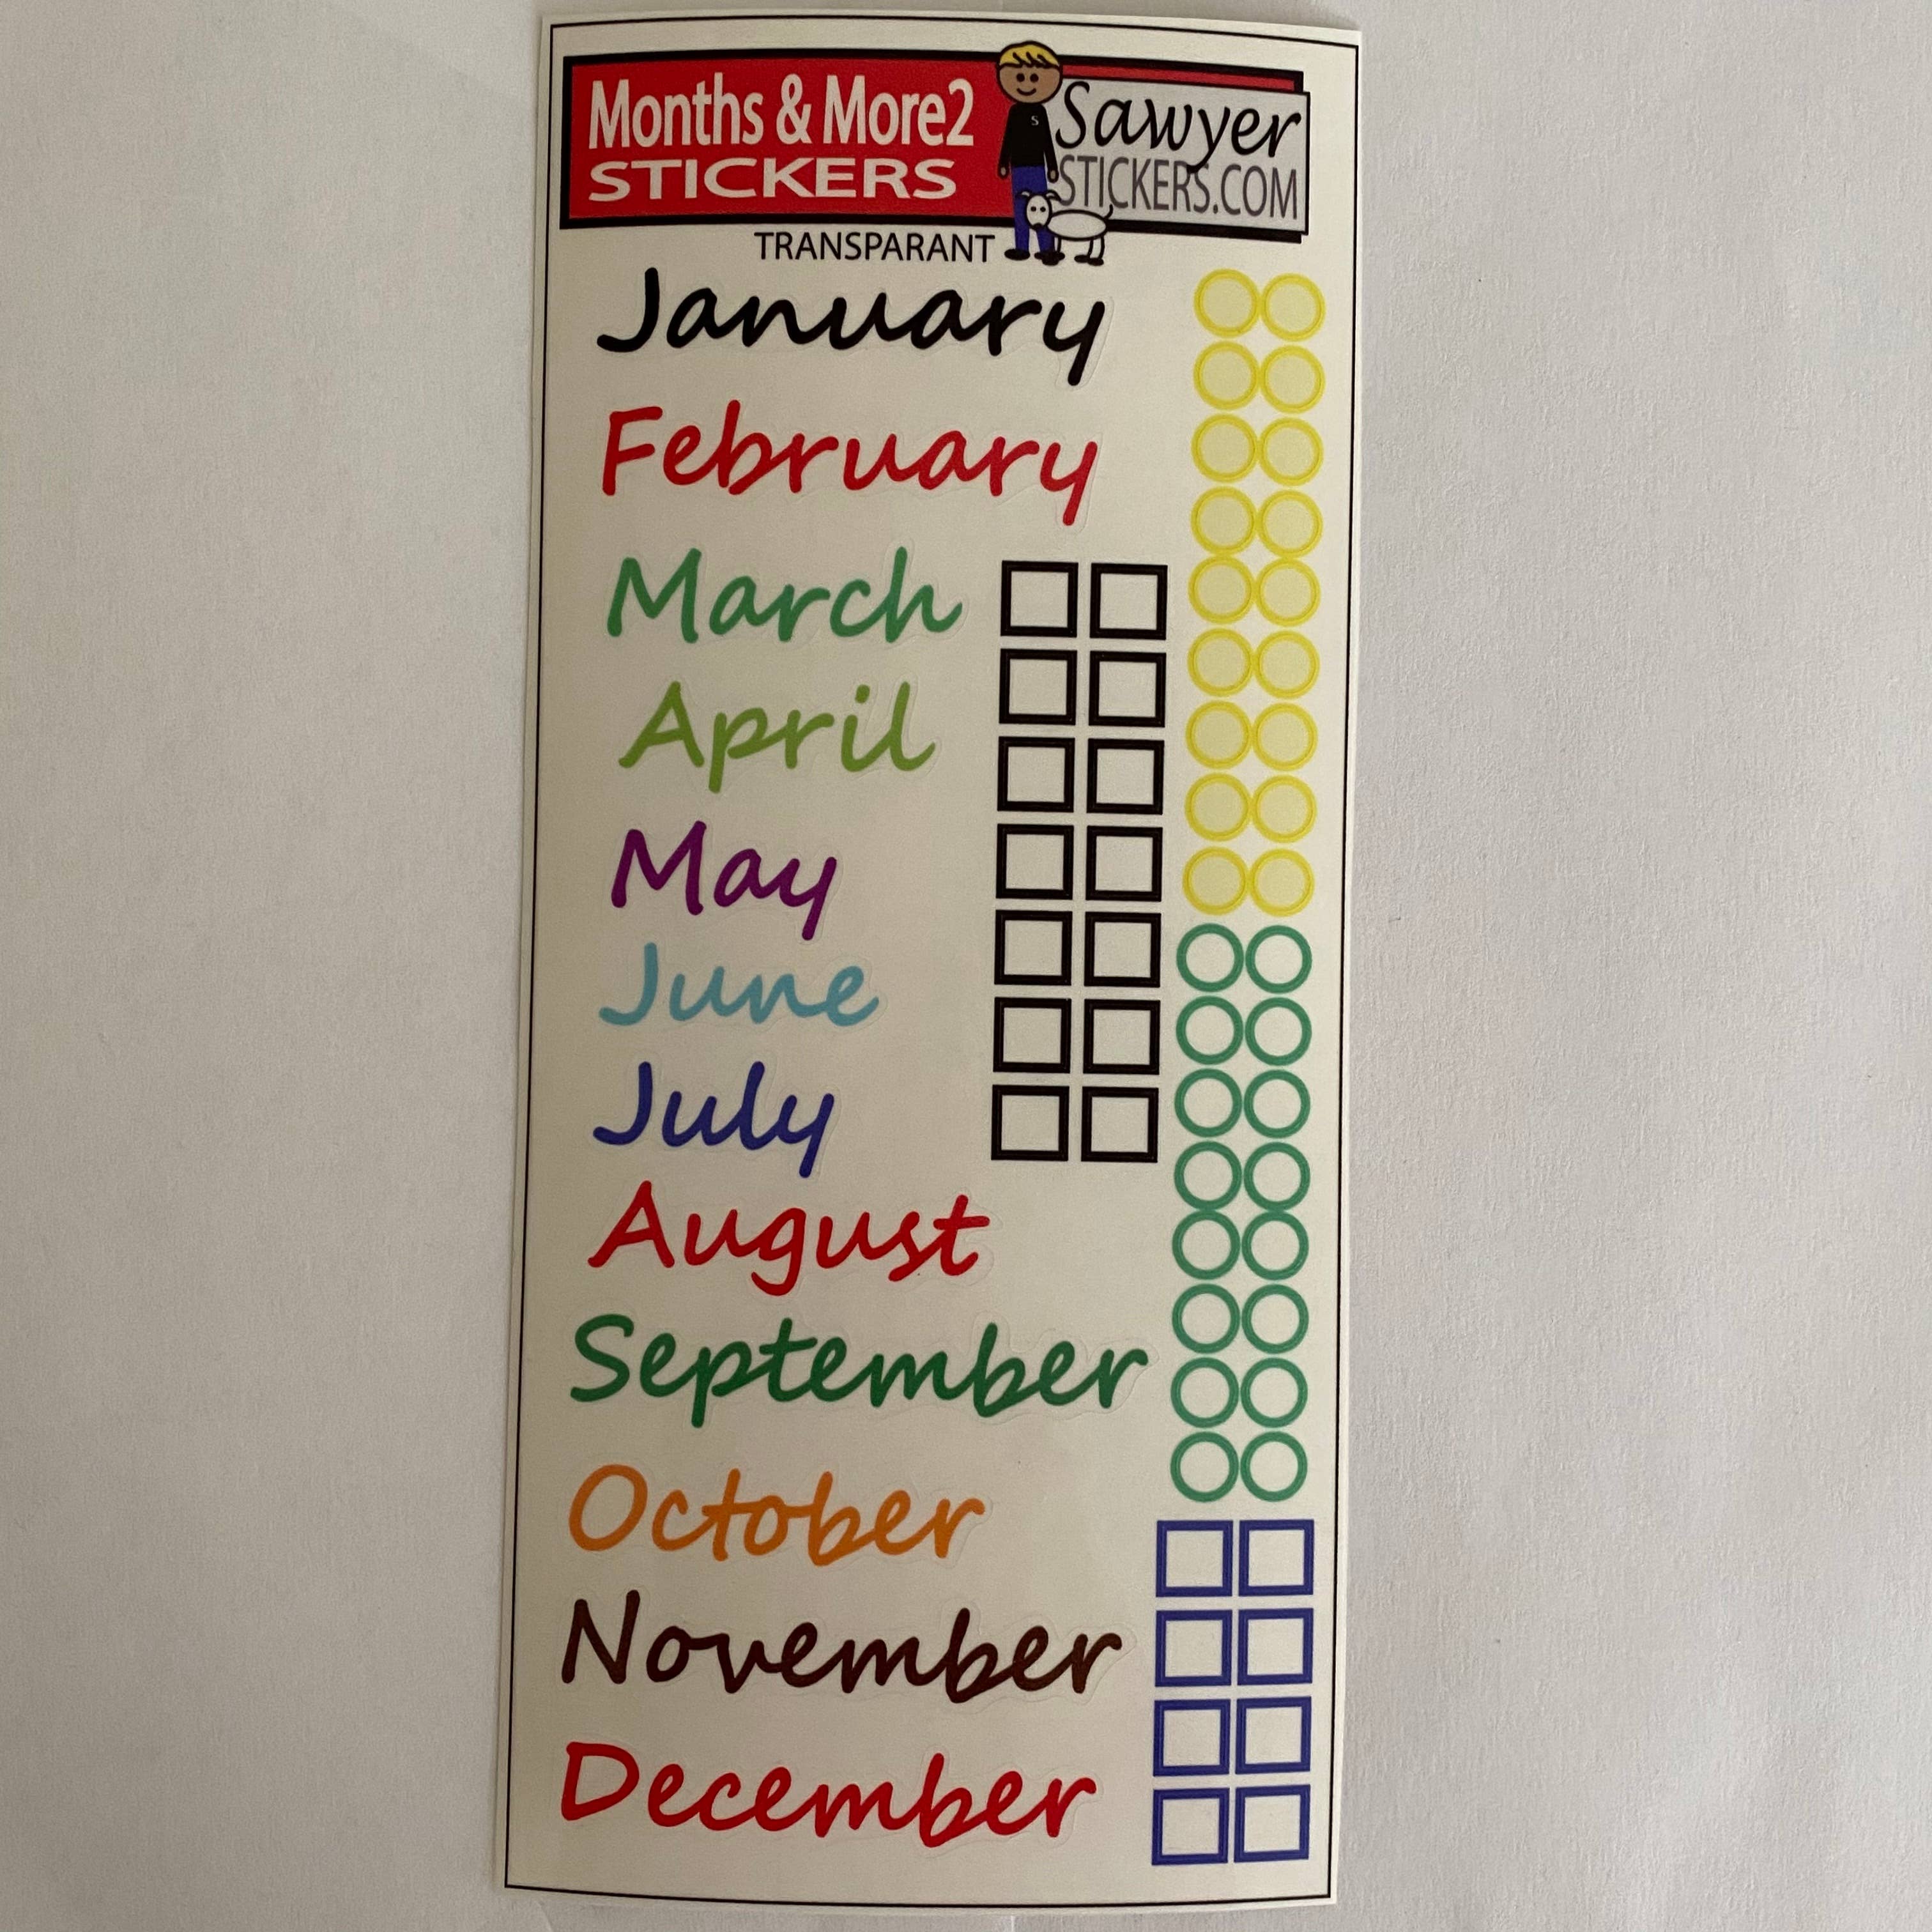 Months & More2
STICKERS
S
Sawyer
STICKERS.COM
TRANSPARANT
January
February
March
April
May
June
July
August
September
October
November
December